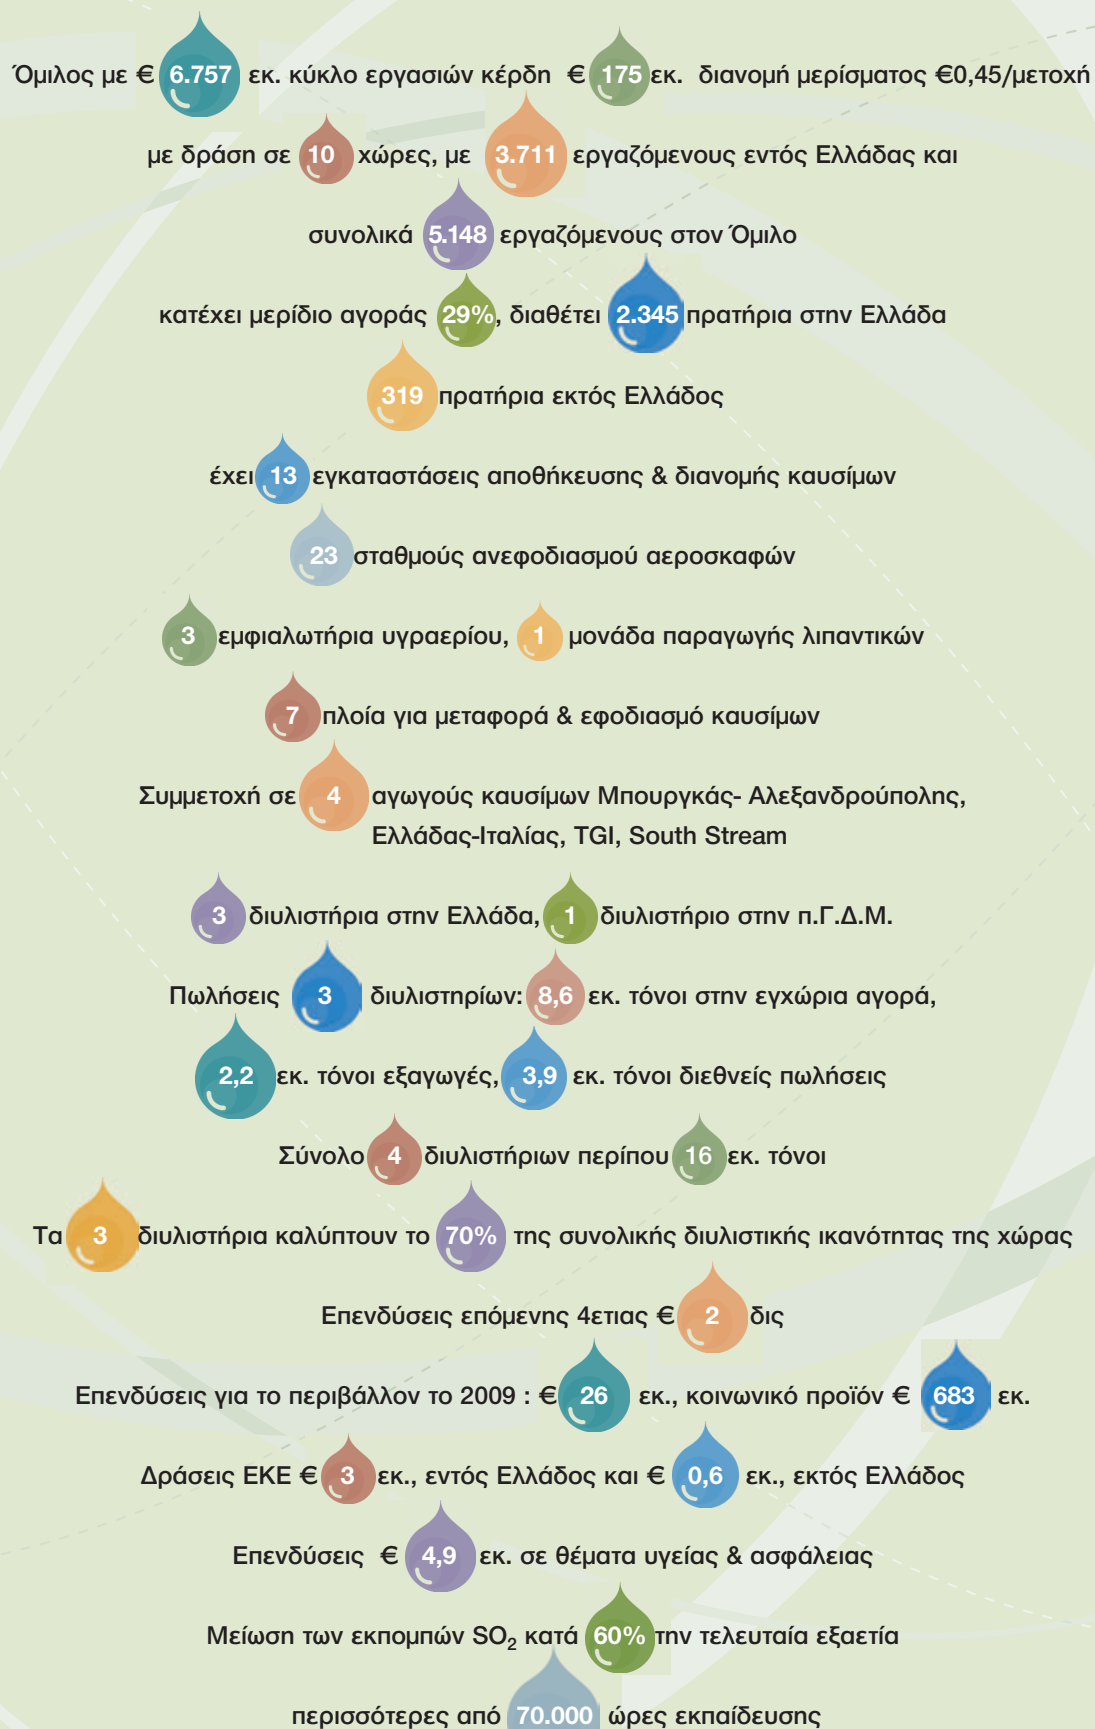 Όμιλος με € 6.757 εκ. κύκλο εργασιών κέρδη € 175 εκ. διανομή μερίσματος €0,45/μετοχή
με δράση σε 10 χώρες, με 3.711 εργαζόμενους εντός Ελλάδας και
συνολικά 5.148 εργαζόμενους στον Όμιλο
κατέχει μερίδιο αγοράς 29%, διαθέτει 2.345 πρατήρια στην Ελλάδα
319 πρατήρια εκτός Ελλάδος
έχει 13 εγκαταστάσεις αποθήκευσης & διανομής καυσίμων
23 σταθμούς ανεφοδιασμού αεροσκαφών
3 εμφιαλωτήρια υγραερίου, 1 μονάδα παραγωγής λιπαντικών
7 πλοία για μεταφορά & εφοδιασμό καυσίμων
Συμμετοχή σε 4 αγωγούς καυσίμων Μπουργκάς- Αλεξανδρούπολης,
Ελλάδας-Ιταλίας, TGI, South Stream
3 διυλιστήρια στην Ελλάδα, 1 διυλιστήριο στην π.Γ.Δ.Μ.
Πωλήσεις 3 διυλιστηρίων: 8,6 εκ. τόνοι στην εγχώρια αγορά,
2,2 εκ. τόνοι εξαγωγές, 3,9 εκ. τόνοι διεθνείς πωλήσεις
Σύνολο 4 διυλιστήριων περίπου 16 εκ. τόνοι
Τα 3 διυλιστήρια καλύπτουν το 70% της συνολικής διυλιστικής ικανότητας της χώρας
Επενδύσεις επόμενης 4ετιας € 2 δις
Επενδύσεις για το περιβάλλον το 2009 : € 26 εκ., κοινωνικό προϊόν € 683 εκ.
Δράσεις ΕΚΕ € 3 εκ., εντός Ελλάδος και € 0,6 εκ., εκτός Ελλάδος
Επενδύσεις € 4,9 εκ. σε θέματα υγείας & ασφάλειας
Μείωση των εκπομπών SO₂ κατά 60% την τελευταία εξαετία
περισσότερες από 70.000 ώρες εκπαίδευσης